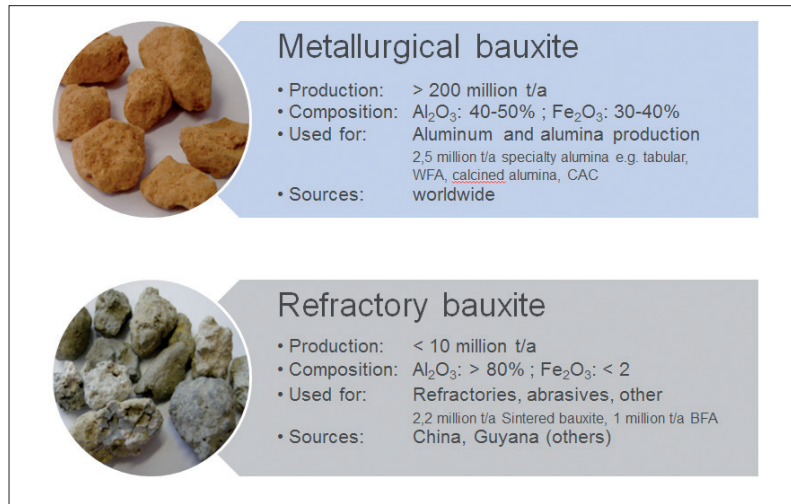 Metallurgical bauxite
• Production: > 200 million t/a
• Composition: Al₂O₃: 40-50% ; Fe₂O₃: 30-40%
• Used for: Aluminum and alumina production
2,5 million t/a specialty alumina e.g. tabular,
WFA, calcined alumina, CAC
• Sources: worldwide
Refractory bauxite
• Production: < 10 million t/a
• Composition: Al₂O₃: > 80% ; Fe₂O₃: < 2
• Used for: Refractories, abrasives, other
2,2 million t/a Sintered bauxite, 1 million t/a BFA
• Sources: China, Guyana (others)